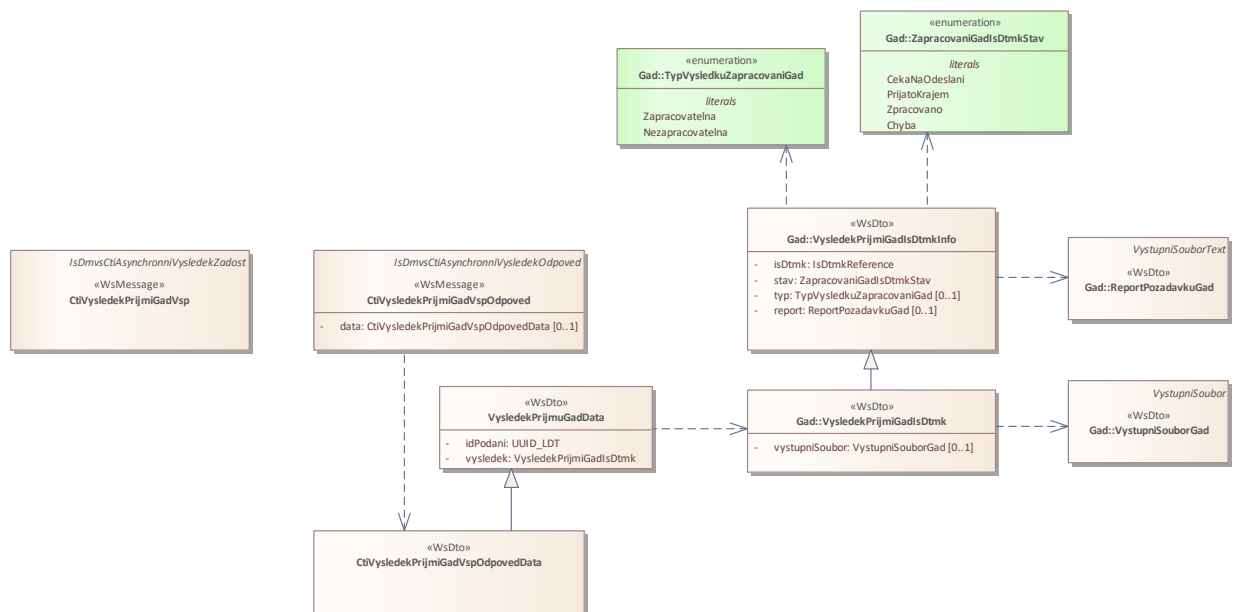 «enumeration»
Gad::ZapracovaniGadIsDtmkStav
literals
CekaNaOdeslani
PrijatoKrajem
Zpracovano
Chyba
«enumeration»
Gad::TypVysledkuZapracovaniGad
literals
Zapracovatelna
Nezapracovatelna
IsDmvsCtiAsynchronniVysledekZadost
«WsMessage»
CtiVysledekPrijmiGadVsp
IsDmvsCtiAsynchronniVysledekOdpoved
«WsMessage»
CtiVysledekPrijmiGadVspOdpoved
- data: CtiVysledekPrijmiGadVspOdpovedData [0..1]
«WsDto»
Gad::VysledekPrijmiGadIsDtmkInfo
- isDtmk: IsDtmkReference
- stav: ZapracovaniGadIsDtmkStav
- typ: TypVysledkuZapracovaniGad [0..1]
- report: ReportPozadavkuGad [0..1]
VystupniSouborText
«WsDto»
Gad::ReportPozadavkuGad
«WsDto»
VysledekPrijmuGadData
- idPodani: UUID_LDT
- vysledek: VysledekPrijmiGadIsDtmk
«WsDto»
Gad::VysledekPrijmiGadIsDtmk
- vystupniSoubor: VystupniSouborGad [0..1]
VystupniSoubor
«WsDto»
Gad::VystupniSouborGad
«WsDto»
CtiVysledekPrijmiGadVspOdpovedData